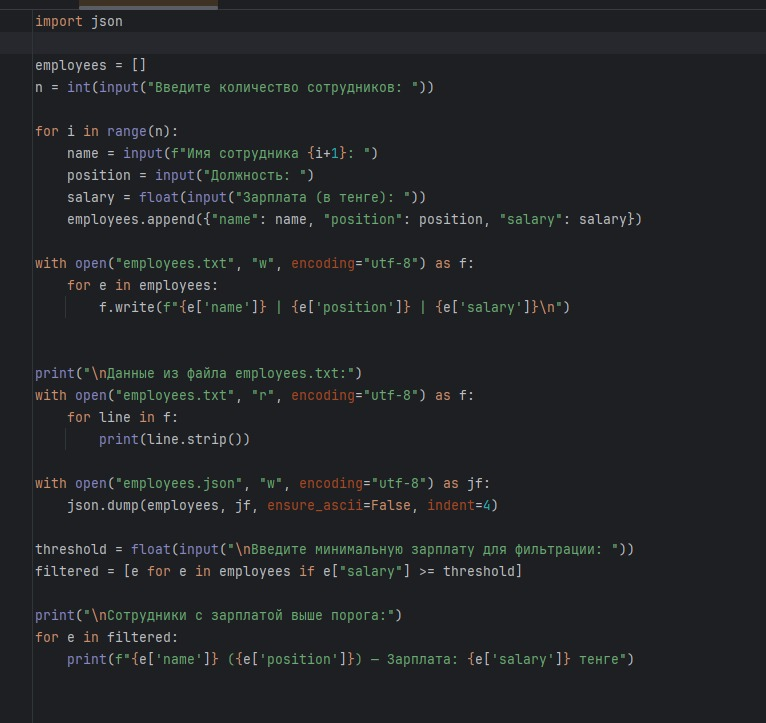 import json
employees = []
n = int(input("Введите количество сотрудников: "))
for i in range(n):
    name = input(f"Имя сотрудника {i+1}: ")
    position = input("Должность: ")
    salary = float(input("Зарплата (в тенге): "))
    employees.append({"name": name, "position": position, "salary": salary})
with open("employees.txt", "w", encoding="utf-8") as f:
    for e in employees:
        f.write(f"{e['name']} | {e['position']} | {e['salary']}\n")
print("\nДанные из файла employees.txt:")
with open("employees.txt", "r", encoding="utf-8") as f:
    for line in f:
        print(line.strip())
with open("employees.json", "w", encoding="utf-8") as jf:
    json.dump(employees, jf, ensure_ascii=False, indent=4)
threshold = float(input("\nВведите минимальную зарплату для фильтрации: "))
filtered = [e for e in employees if e["salary"] >= threshold]
print("\nСотрудники с зарплатой выше порога:")
for e in filtered:
    print(f"{e['name']} ({e['position']}) — Зарплата: {e['salary']} тенге")